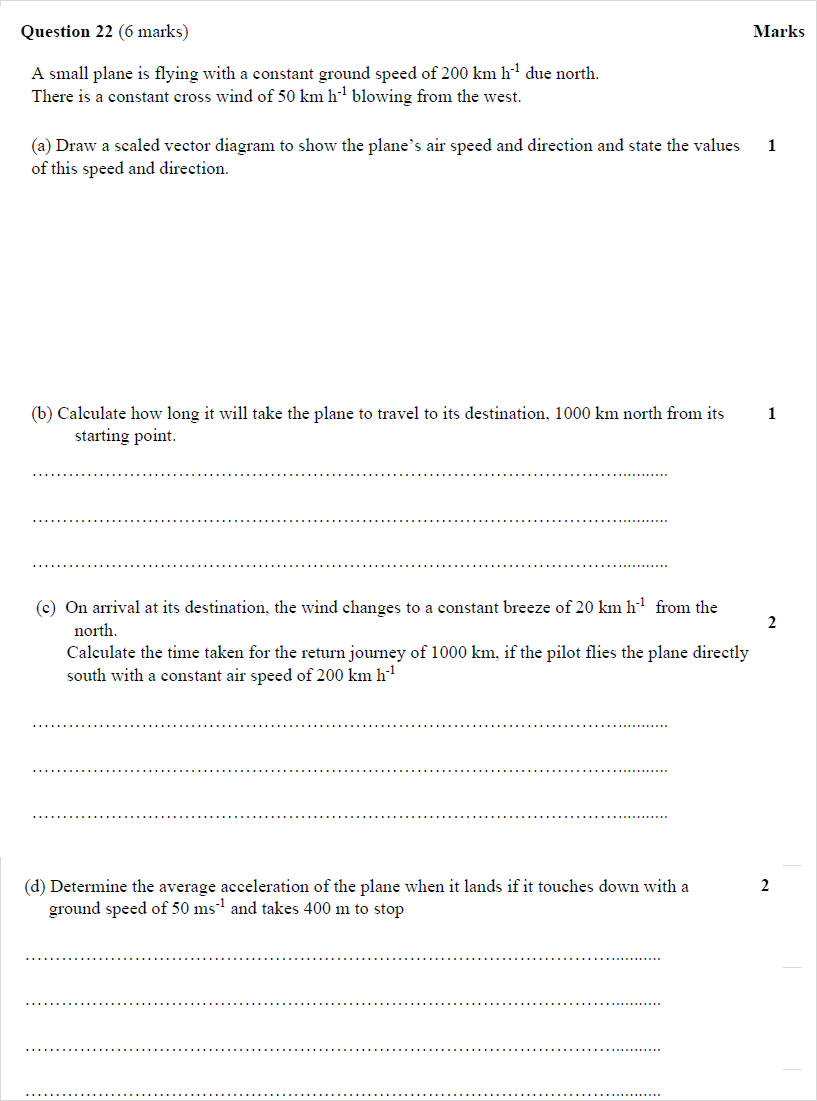 Question 22 (6 marks) Marks
A small plane is flying with a constant ground speed of 200 km h-1 due north.
There is a constant cross wind of 50 km h-1 blowing from the west.
(a) Draw a scaled vector diagram to show the plane’s air speed and direction and state the values 1
of this speed and direction.
(b) Calculate how long it will take the plane to travel to its destination, 1000 km north from its 1
starting point.
(c) On arrival at its destination, the wind changes to a constant breeze of 20 km h-1 from the
north. 2
Calculate the time taken for the return journey of 1000 km, if the pilot flies the plane directly
south with a constant air speed of 200 km h-1
(d) Determine the average acceleration of the plane when it lands if it touches down with a 2
ground speed of 50 ms-1 and takes 400 m to stop